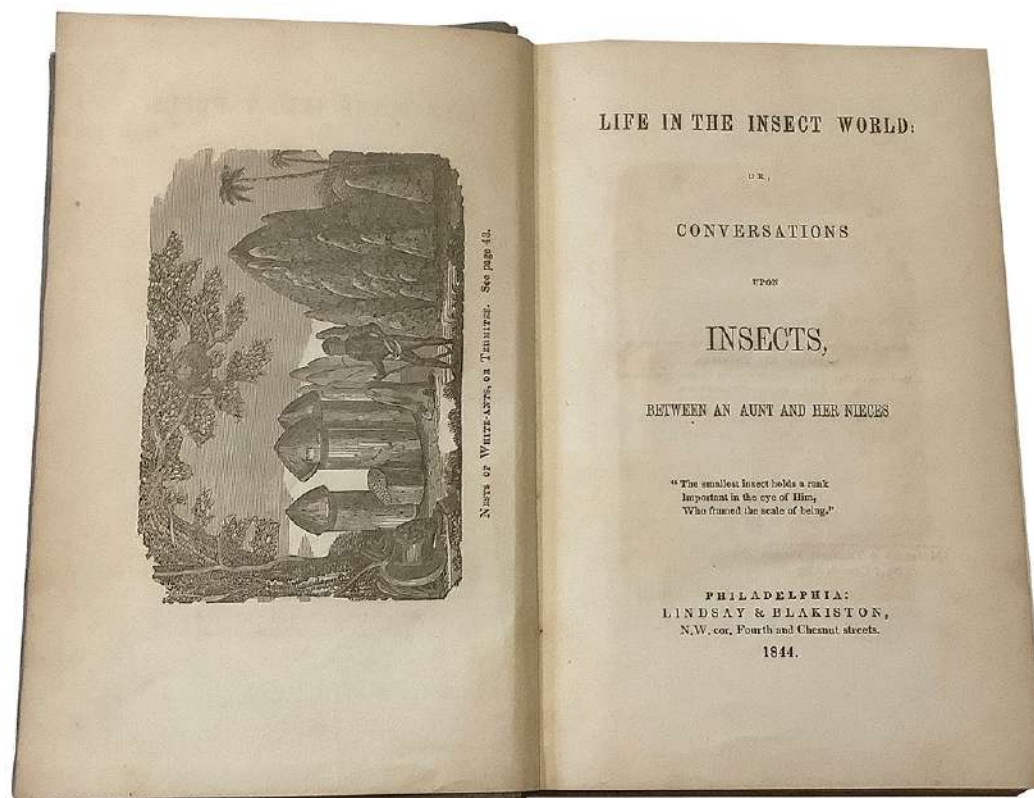 NESTS OF WHITE-ANTS, OR TERMITES. See page 43.
LIFE IN THE INSECT WORLD:
OR,
CONVERSATIONS
UPON
INSECTS,
BETWEEN AN AUNT AND HER NIECES
"The smallest insect holds a rank
Important in the eye of Him,
Who framed the scale of being."
PHILADELPHIA:
LINDSAY & BLAKISTON,
N.W. cor. Fourth and Chesnut streets.
1844.